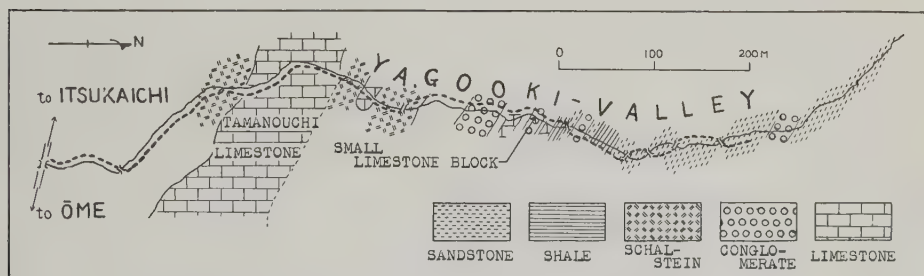 N
0 100 200 M
YAGOOKI-VALLEY
to ITSUKAICHI
TAMANOUCHI
LIMESTONE
SMALL
LIMESTONE BLOCK
to ŌME
SANDSTONE
SHALE
SCHAL-
STEIN
CONGLO-
MERATE
LIMESTONE